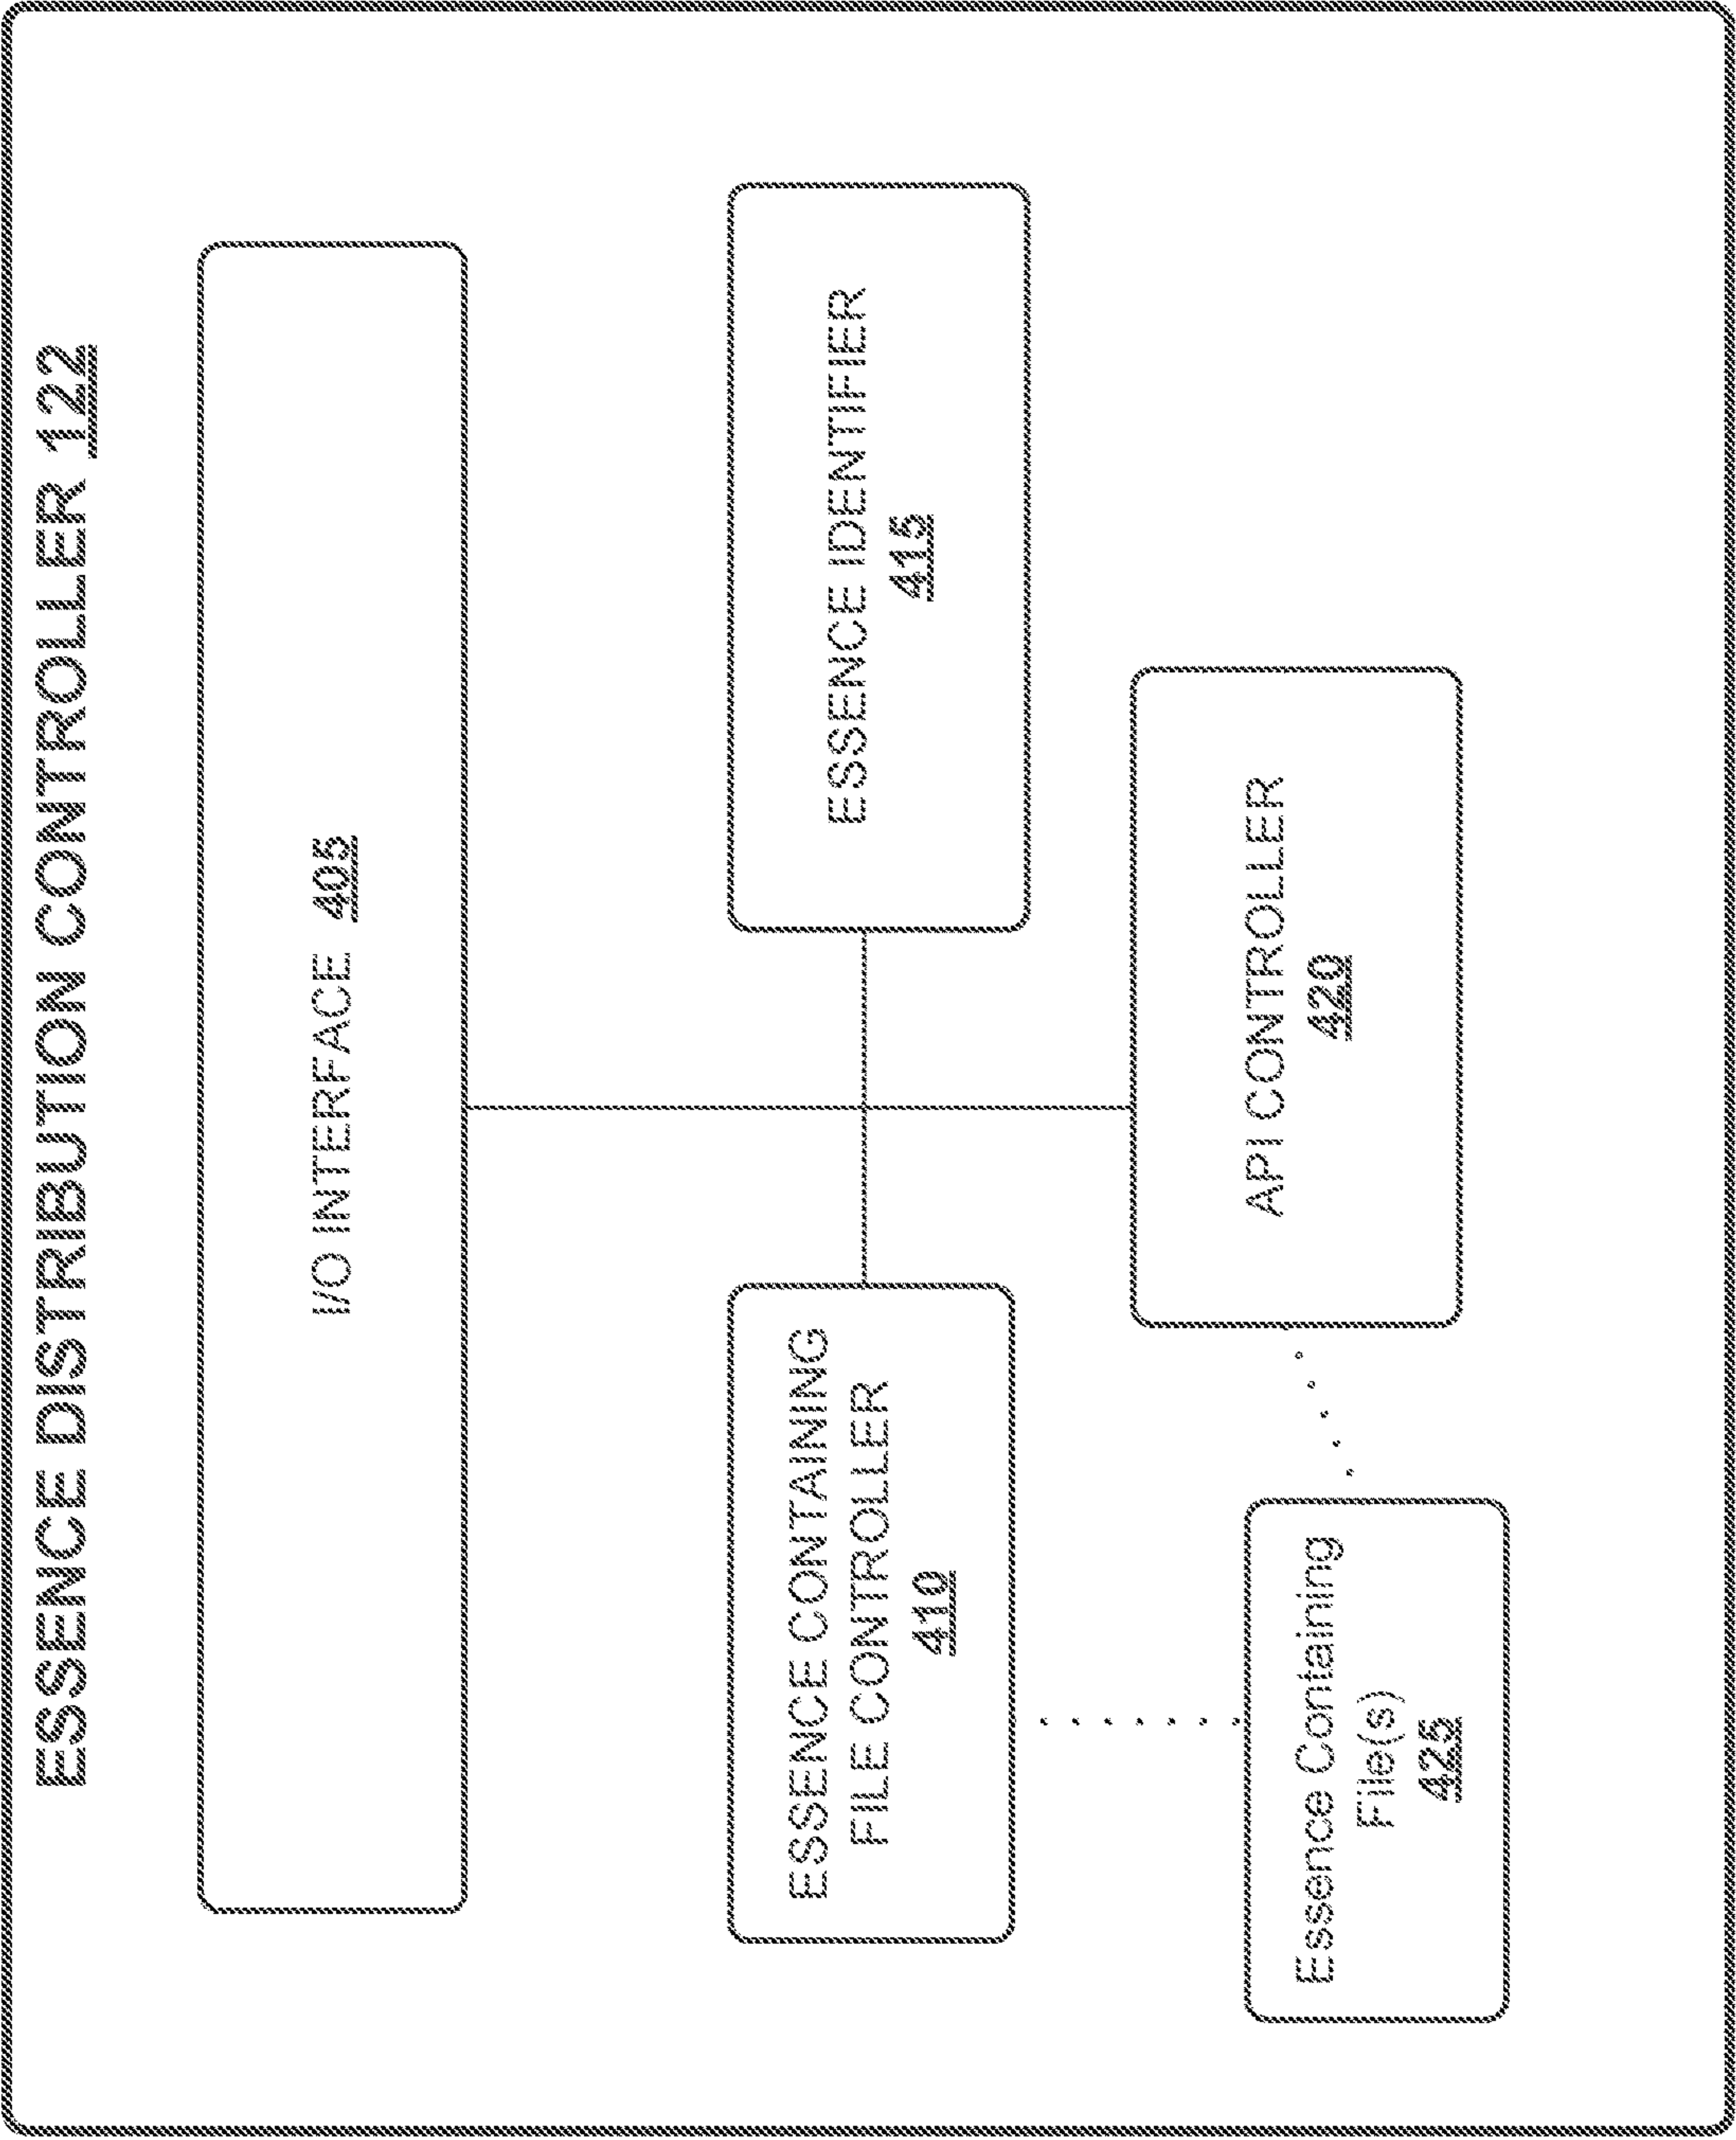 ESSENCE DISTRIBUTION CONTROLLER 122
I/O INTERFACE 405
ESSENCE CONTAINING
FILE CONTROLLER
410
ESSENCE IDENTIFIER
415
API CONTROLLER
420
Essence Containing
File(s)
425